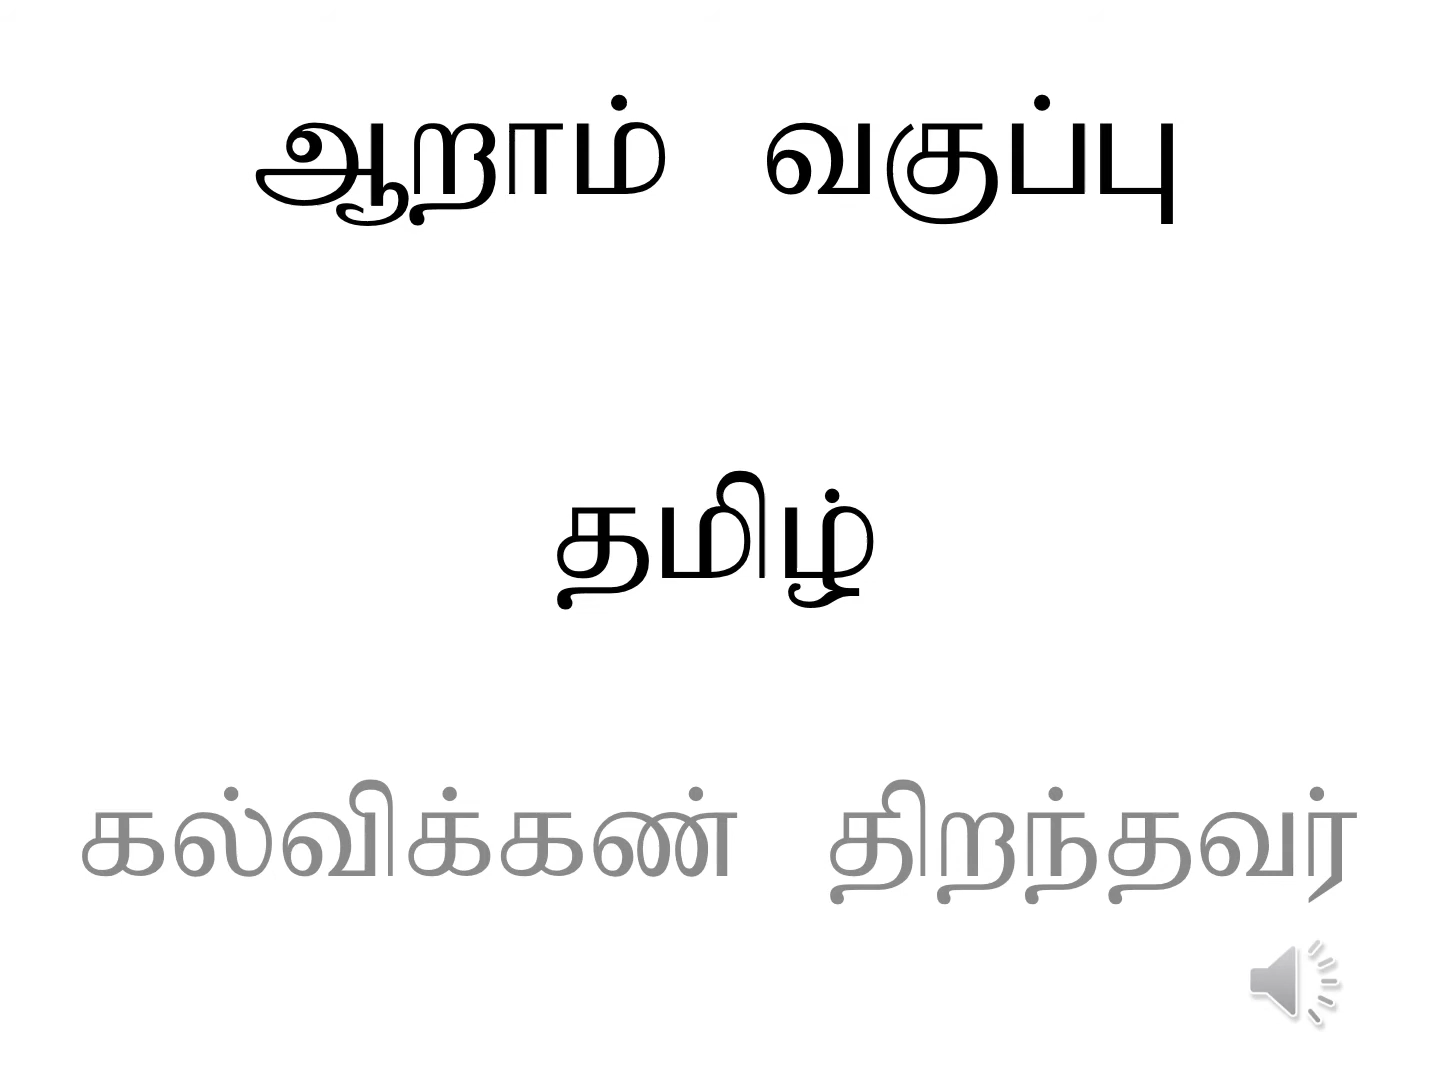 ஆறாம் வகுப்பு
தமிழ்
கல்விக்கண் திறந்தவர்